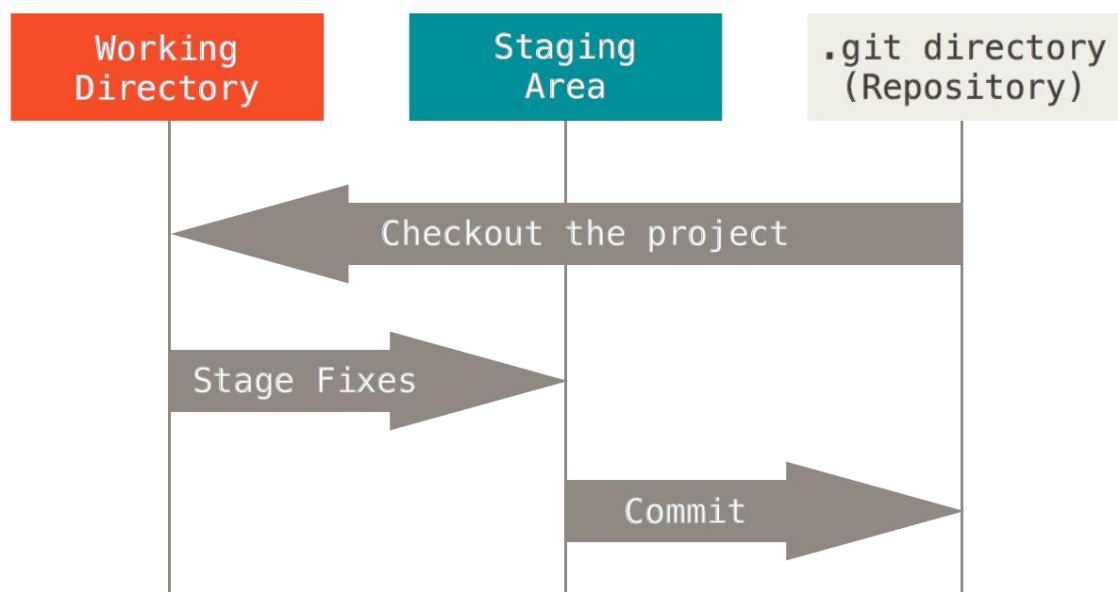 Working
Directory
Staging
Area
.git directory
(Repository)
Checkout the project
Stage Fixes
Commit